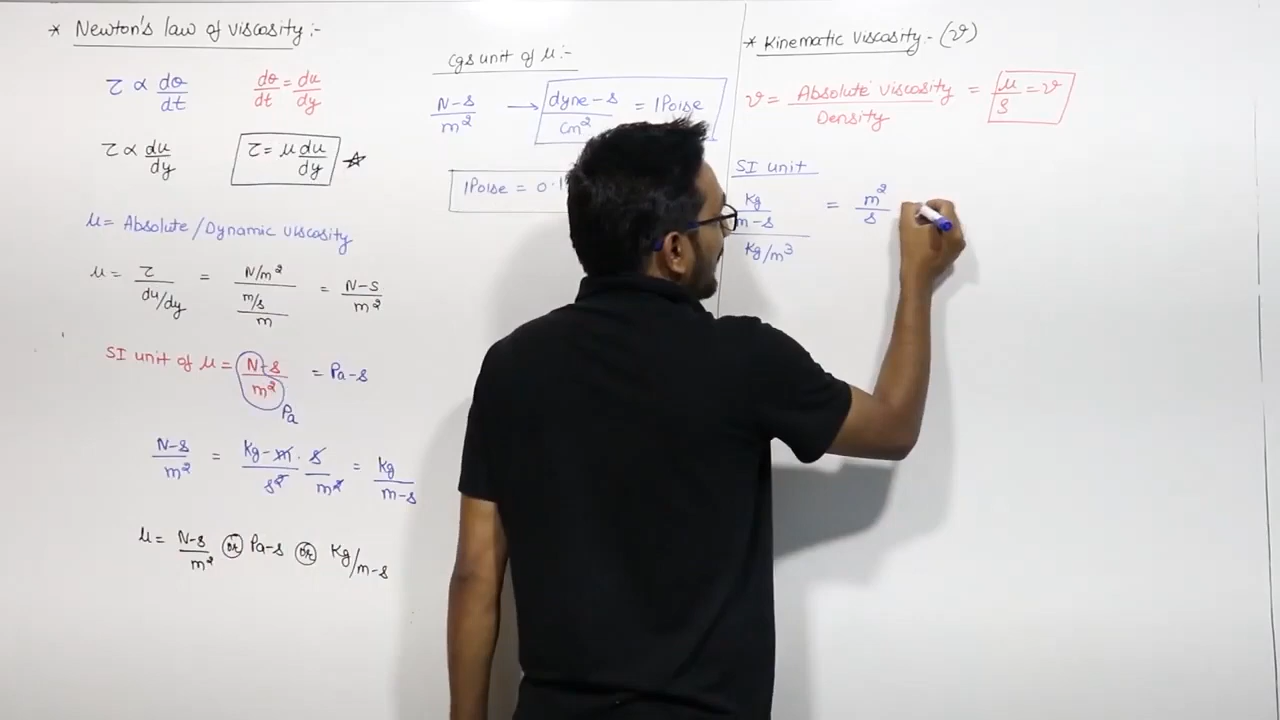 * Newton's law of viscosity :-
τ ∝ dθ/dt    dθ/dt = du/dy
τ ∝ du/dy    τ = μ du/dy ☆
μ = Absolute/Dynamic viscosity
μ = τ/(du/dy) = (N/m²)/((m/s)/m) = N-s/m²
SI unit of μ = N-s/m² = Pa-s
Pa
N-s/m² = kg-m/s² · s/m² = kg/m-s
μ = N-s/m² (OR) Pa-s (OR) Kg/m-s
cgs unit of μ :-
N-s/m² → dyne-s/cm² = 1Poise
1Poise = 0.1
* Kinematic viscosity :- (ν)
ν = Absolute viscosity/Density = μ/ρ = ν
SI unit
(kg/m-s)/(kg/m³) = m²/s